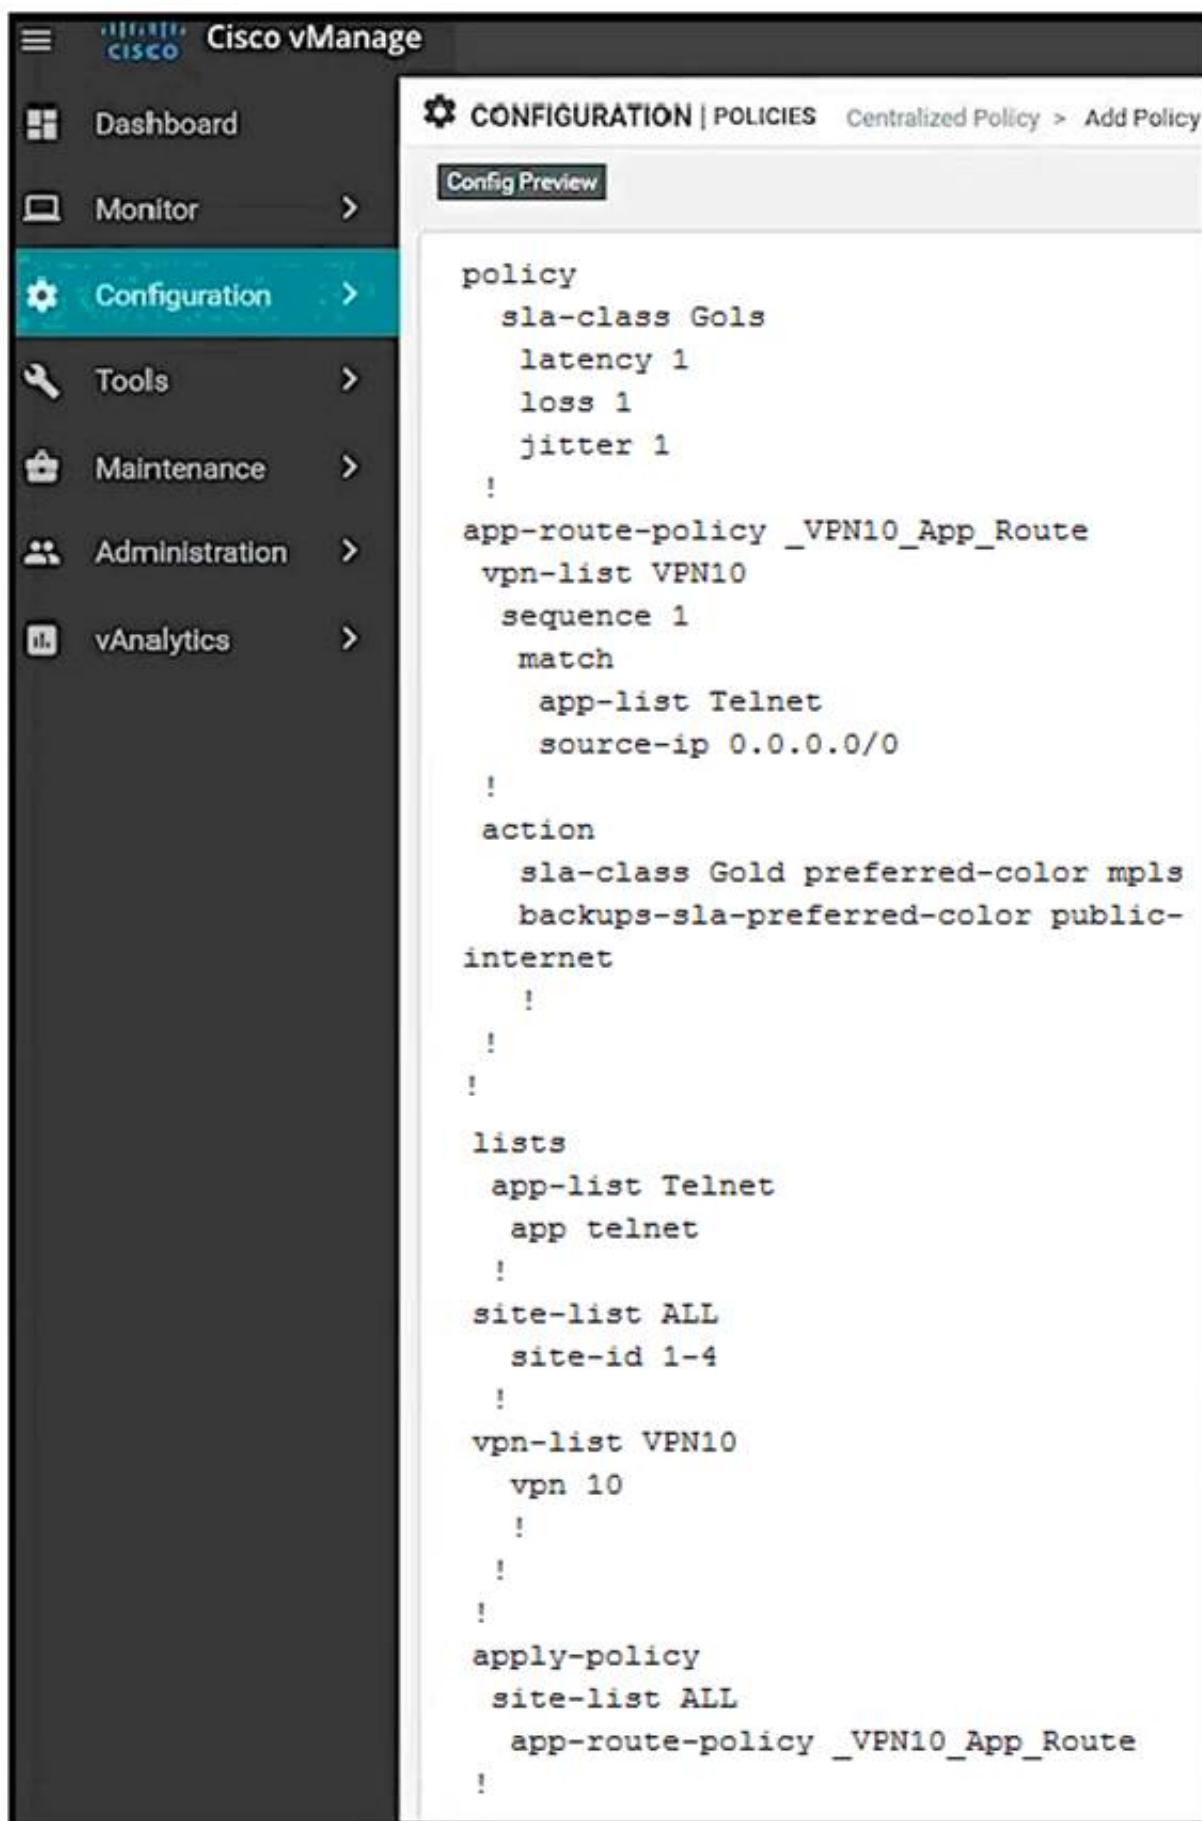 CISCO Cisco vManage
Dashboard
Monitor
Configuration
Tools
Maintenance
Administration
vAnalytics
CONFIGURATION | POLICIES Centralized Policy > Add Policy
Config Preview
policy
sla-class Gols
latency 1
loss 1
jitter 1
!
app-route-policy _VPN10_App_Route
vpn-list VPN10
sequence 1
match
app-list Telnet
source-ip 0.0.0.0/0
!
action
sla-class Gold preferred-color mpls
backups-sla-preferred-color public-
internet
!
!
!
lists
app-list Telnet
app telnet
!
site-list ALL
site-id 1-4
!
vpn-list VPN10
vpn 10
!
!
!
apply-policy
site-list ALL
app-route-policy _VPN10_App_Route
!